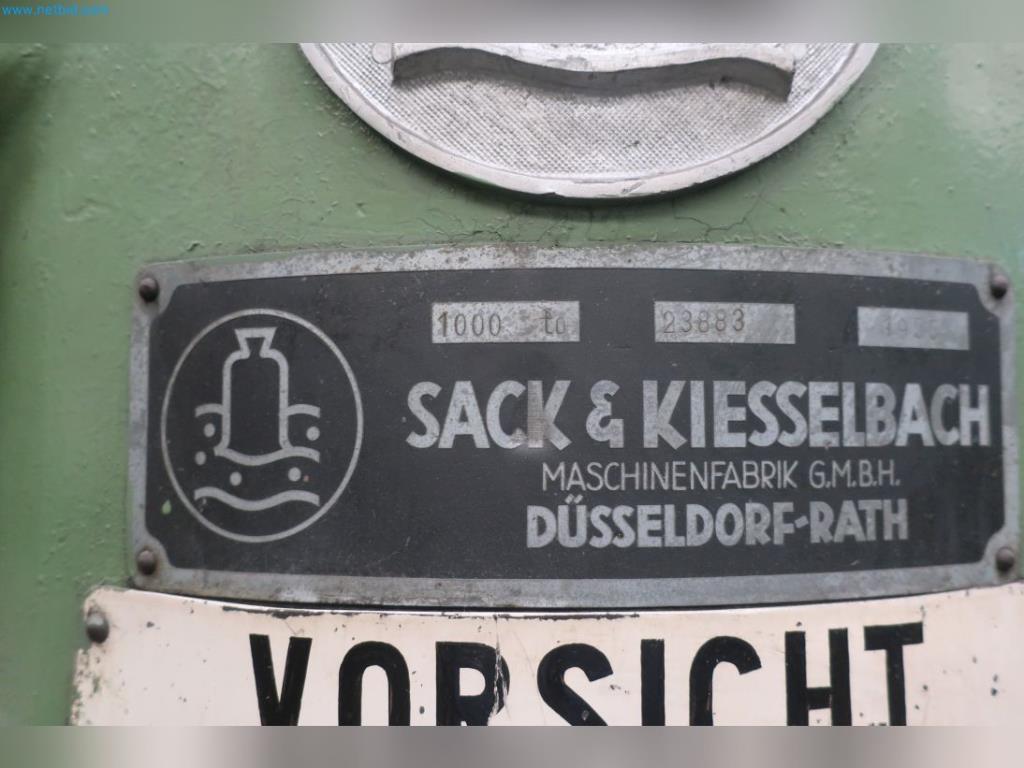 www.netbid.com
1000 to 23883
SACK & KIESSELBACH
MASCHINENFABRIK G.M.B.H.
DÜSSELDORF-RATH
VORSICHT